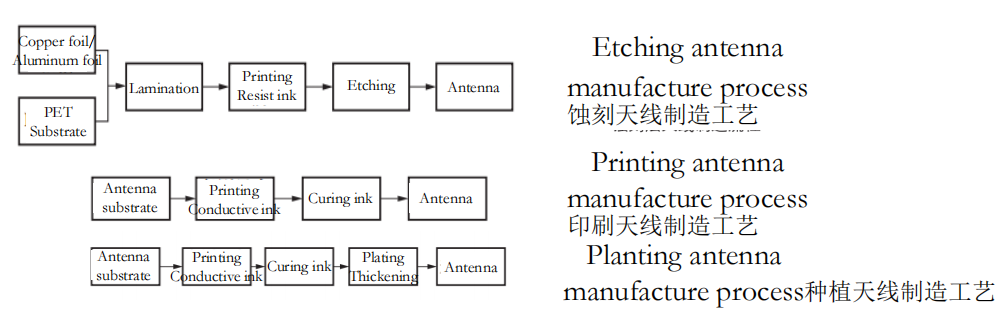 Copper foil/
Aluminum foil
PET
Substrate
Lamination
Printing
Resist ink
Etching
Antenna
Etching antenna
manufacture process
蚀刻天线制造工艺
Antenna
substrate
Printing
Conductive ink
Curing ink
Antenna
Printing antenna
manufacture process
印刷天线制造工艺
Antenna
substrate
Printing
Conductive ink
Curing ink
Plating
Thickening
Antenna
Planting antenna
manufacture process种植天线制造工艺